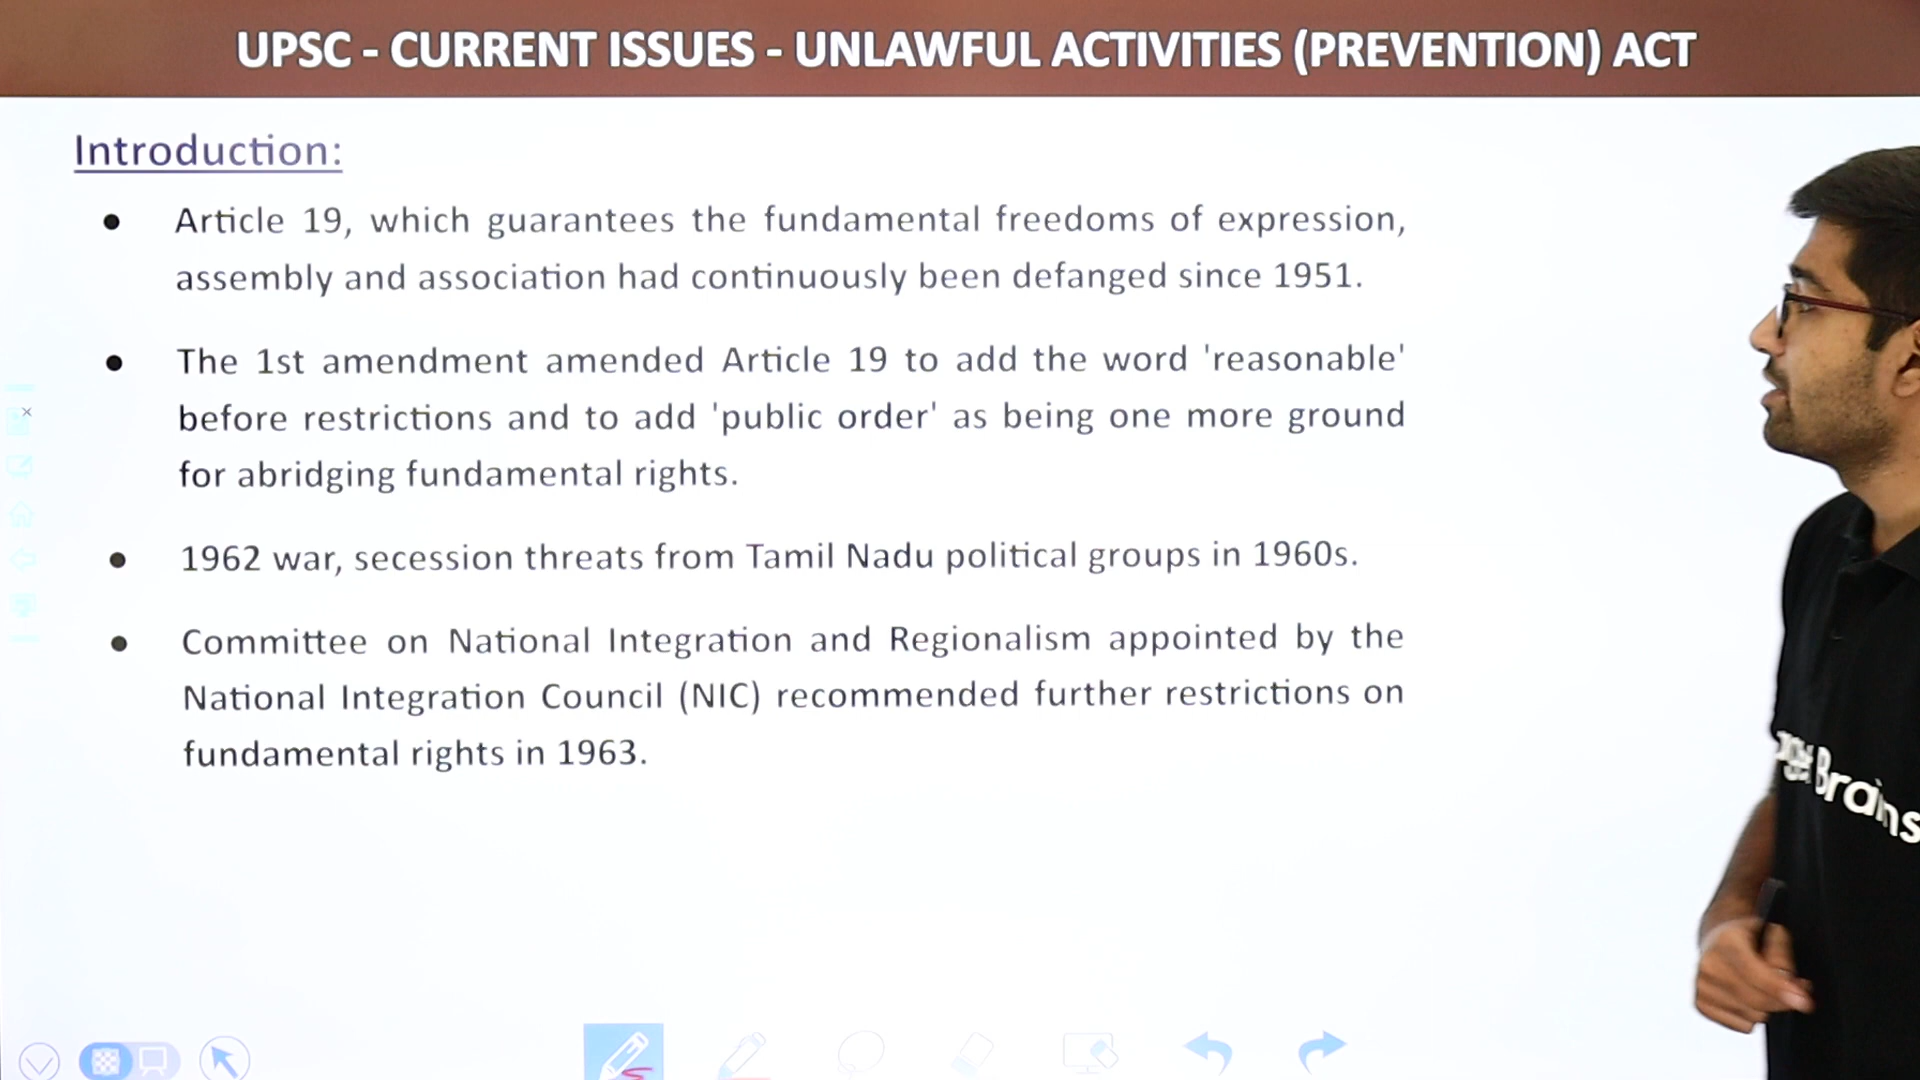 UPSC - CURRENT ISSUES - UNLAWFUL ACTIVITIES (PREVENTION) ACT
Introduction:
Article 19, which guarantees the fundamental freedoms of expression,
assembly and association had continuously been defanged since 1951.
The 1st amendment amended Article 19 to add the word 'reasonable'
before restrictions and to add 'public order' as being one more ground
for abridging fundamental rights.
1962 war, secession threats from Tamil Nadu political groups in 1960s.
Committee on National Integration and Regionalism appointed by the
National Integration Council (NIC) recommended further restrictions on
fundamental rights in 1963.
Brains